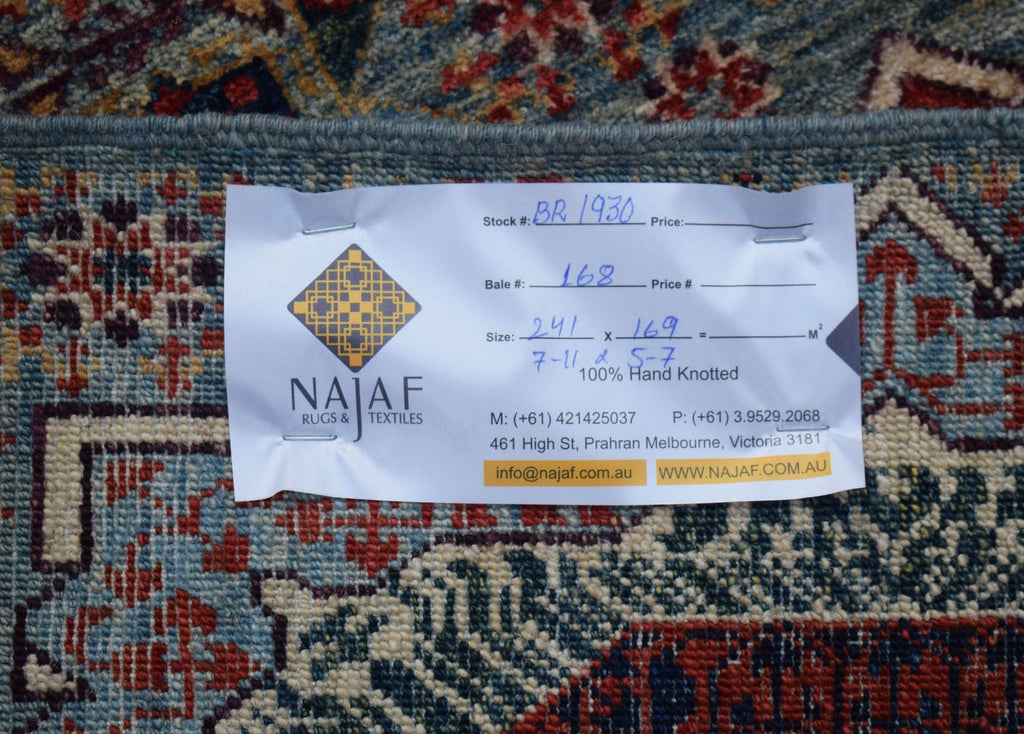 NAJAF
RUGS & TEXTILES
Stock #: BR 1930 Price:
Bale #: 168 Price #
Size: 241 x 169 = M²
7-11 x 5-7
100% Hand Knotted
M: (+61) 421425037 P: (+61) 3.9529.2068
461 High St, Prahran Melbourne, Victoria 3181
info@najaf.com.au WWW.NAJAF.COM.AU